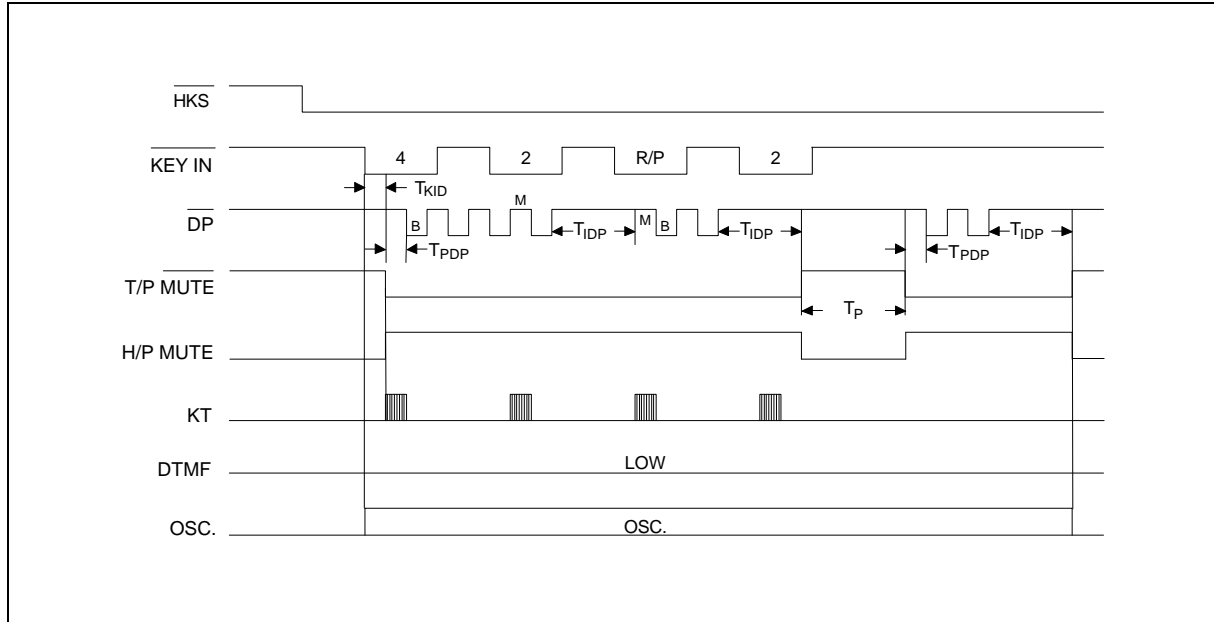 HKS
KEY IN
4
2
R/P
2
TKID
DP
B
M
TIDP
M
B
TIDP
TIDP
TPDP
TPDP
T/P MUTE
TP
H/P MUTE
KT
DTMF
LOW
OSC.
OSC.